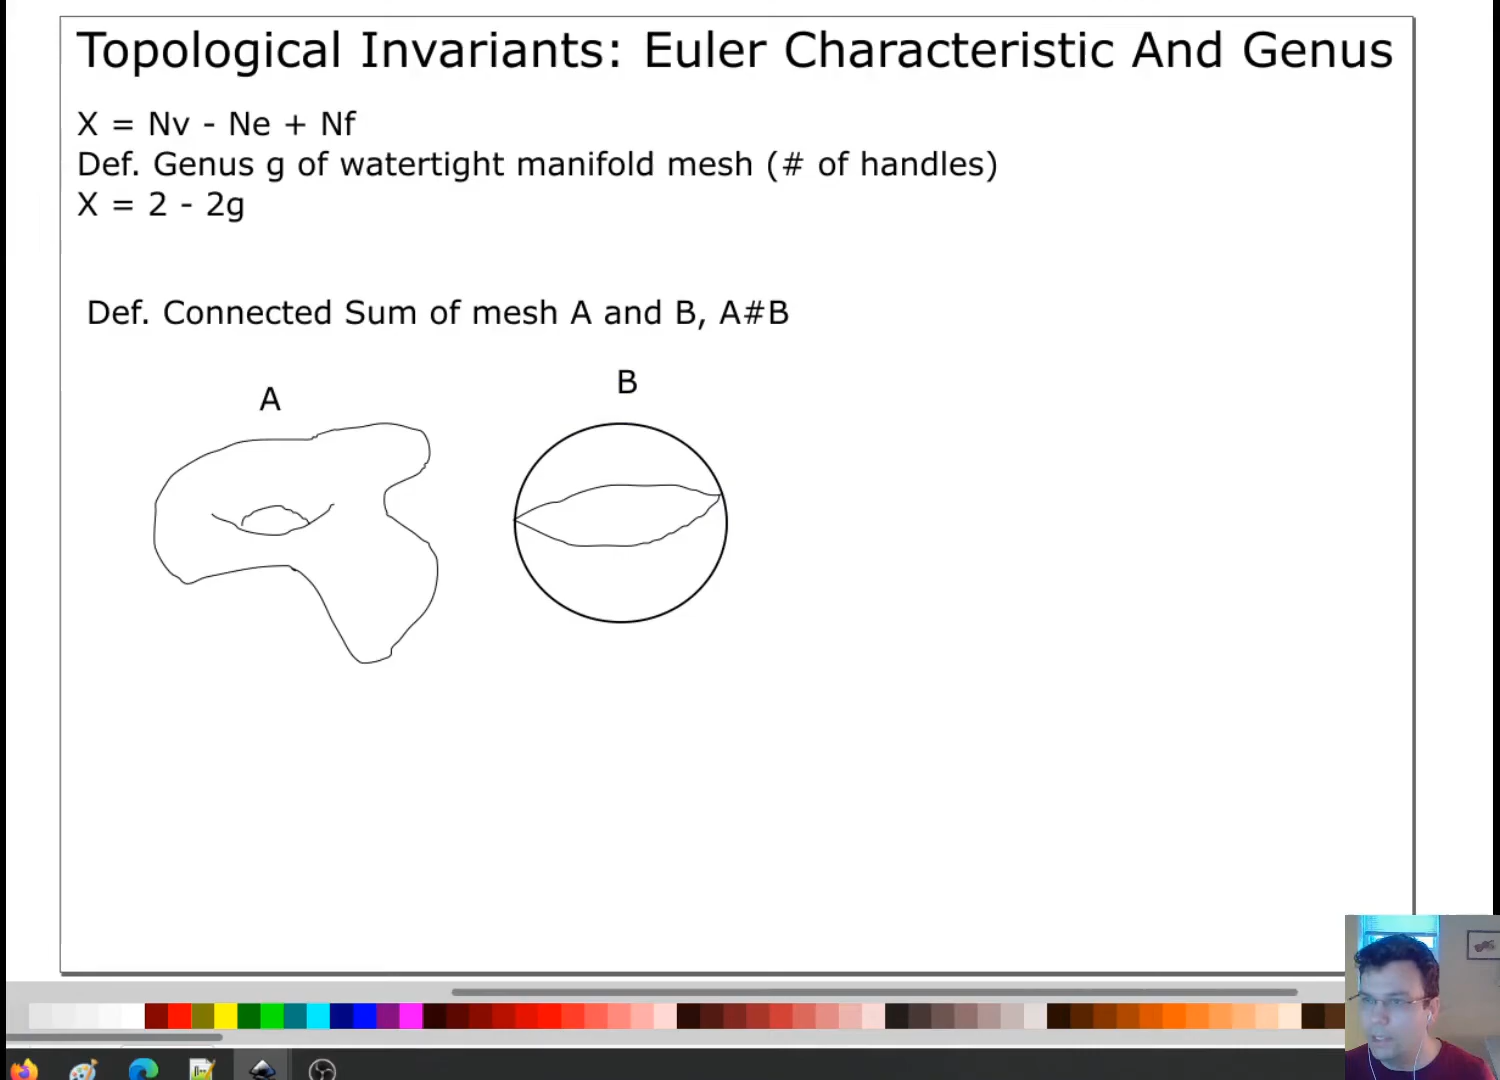 Topological Invariants: Euler Characteristic And Genus
X = Nv - Ne + Nf
Def. Genus g of watertight manifold mesh (# of handles)
X = 2 - 2g
Def. Connected Sum of mesh A and B, A#B
A
B